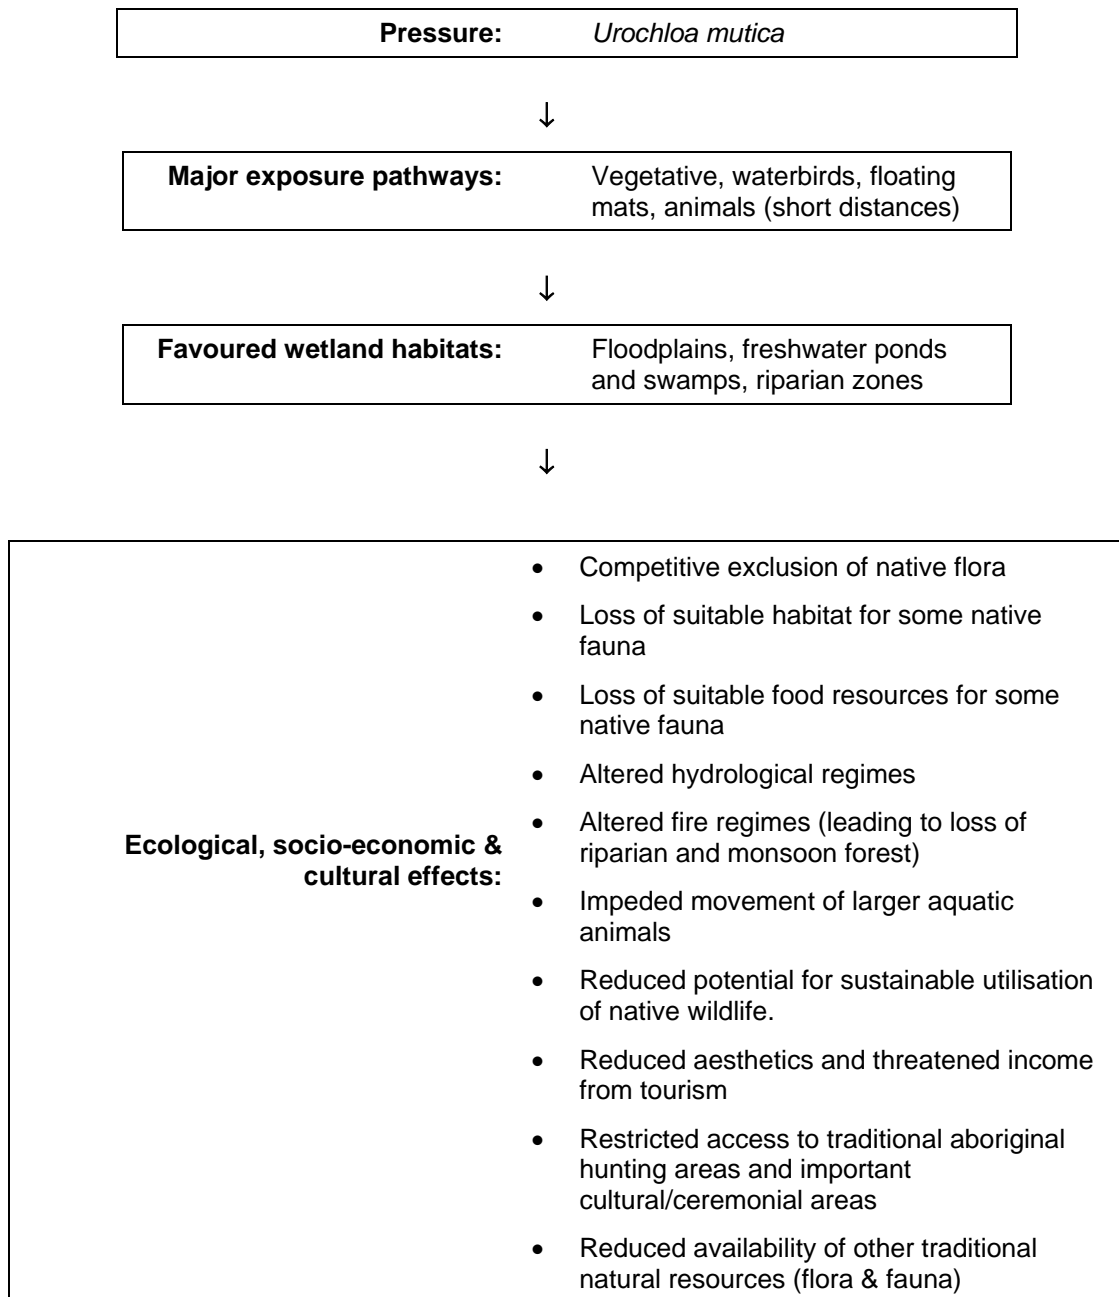 Pressure: Urochloa mutica
↓
Major exposure pathways: Vegetative, waterbirds, floating
mats, animals (short distances)
↓
Favoured wetland habitats: Floodplains, freshwater ponds
and swamps, riparian zones
↓
Ecological, socio-economic &
cultural effects:
• Competitive exclusion of native flora
• Loss of suitable habitat for some native
fauna
• Loss of suitable food resources for some
native fauna
• Altered hydrological regimes
• Altered fire regimes (leading to loss of
riparian and monsoon forest)
• Impeded movement of larger aquatic
animals
• Reduced potential for sustainable utilisation
of native wildlife.
• Reduced aesthetics and threatened income
from tourism
• Restricted access to traditional aboriginal
hunting areas and important
cultural/ceremonial areas
• Reduced availability of other traditional
natural resources (flora & fauna)